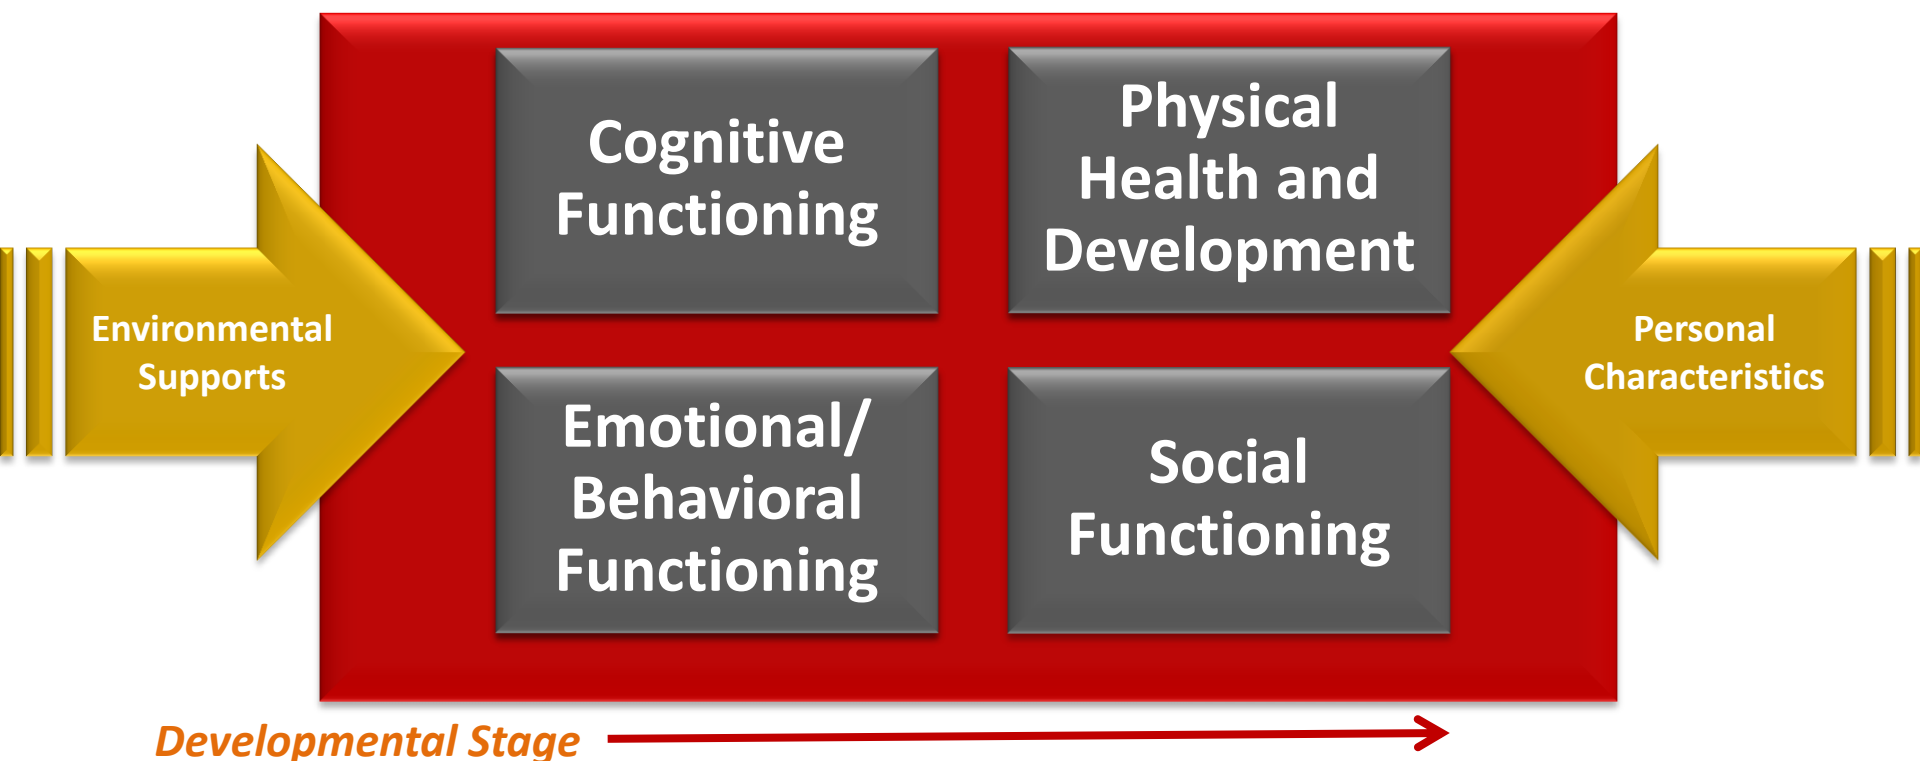 Cognitive
Functioning
Physical
Health and
Development
Environmental
Supports
Personal
Characteristics
Emotional/
Behavioral
Functioning
Social
Functioning
Developmental Stage